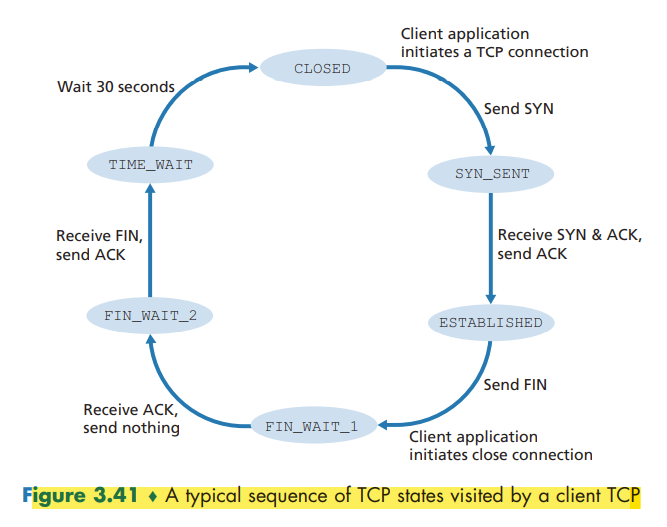 Client application
initiates a TCP connection
CLOSED
Wait 30 seconds
Send SYN
TIME_WAIT
SYN_SENT
Receive FIN,
send ACK
Receive SYN & ACK,
send ACK
FIN_WAIT_2
ESTABLISHED
Send FIN
Receive ACK,
send nothing
FIN_WAIT_1
Client application
initiates close connection
Figure 3.41 ♦ A typical sequence of TCP states visited by a client TCP